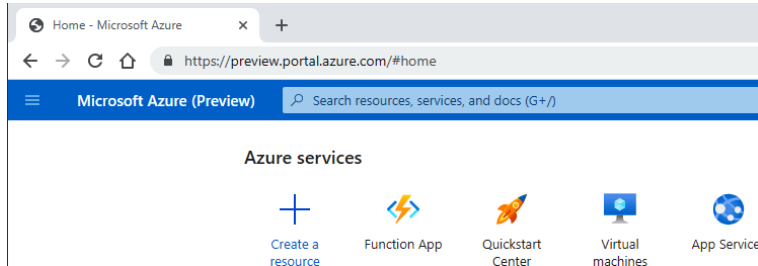 Home - Microsoft Azure
https://preview.portal.azure.com/#home
Microsoft Azure (Preview)
Search resources, services, and docs (G+/)
Azure services
Create a
resource
Function App
Quickstart
Center
Virtual
machines
App Service